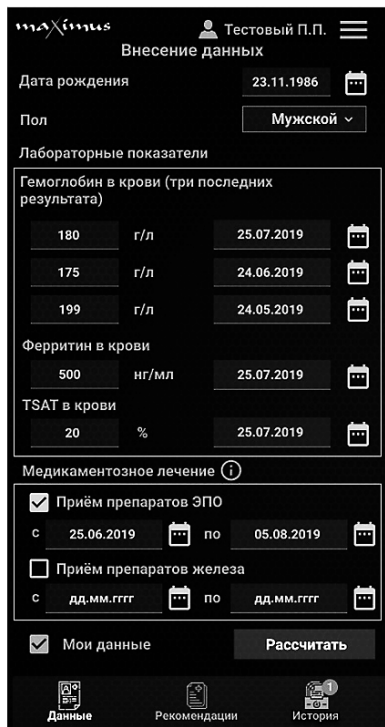 maximus
Тестовый П.П.
Внесение данных
Дата рождения 23.11.1986
Пол Мужской
Лабораторные показатели
Гемоглобин в крови (три последних
результата)
180 г/л 25.07.2019
175 г/л 24.06.2019
199 г/л 24.05.2019
Ферритин в крови
500 нг/мл 25.07.2019
TSAT в крови
20 % 25.07.2019
Медикаментозное лечение i
Приём препаратов ЭПО
с 25.06.2019 по 05.08.2019
Приём препаратов железа
с дд.мм.гггг по дд.мм.гггг
Мои данные Рассчитать
1
Данные Рекомендации История